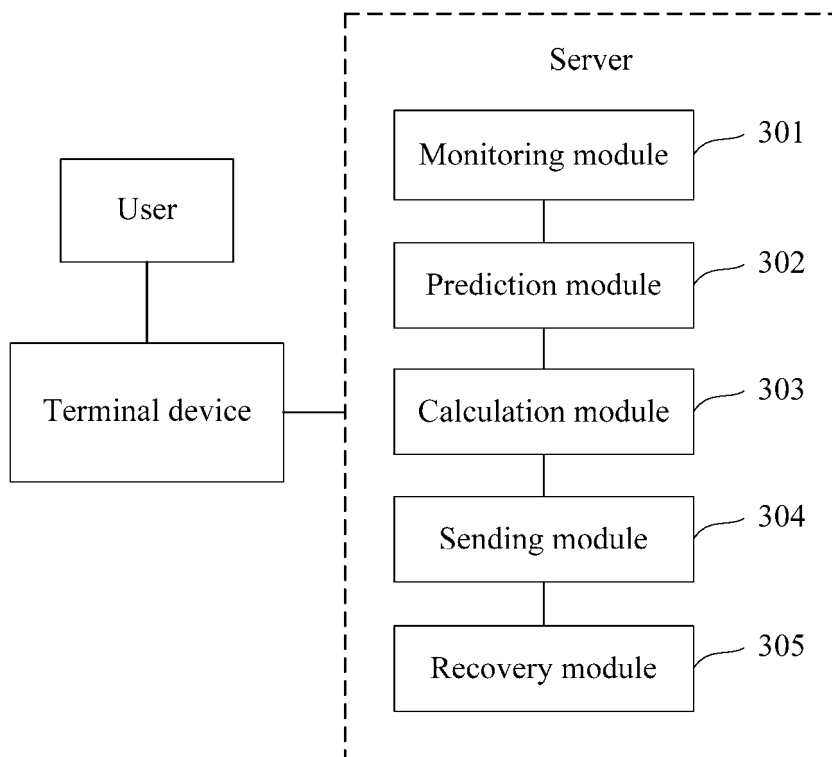 Server
Monitoring module
301
User
Prediction module
302
Terminal device
Calculation module
303
Sending module
304
Recovery module
305